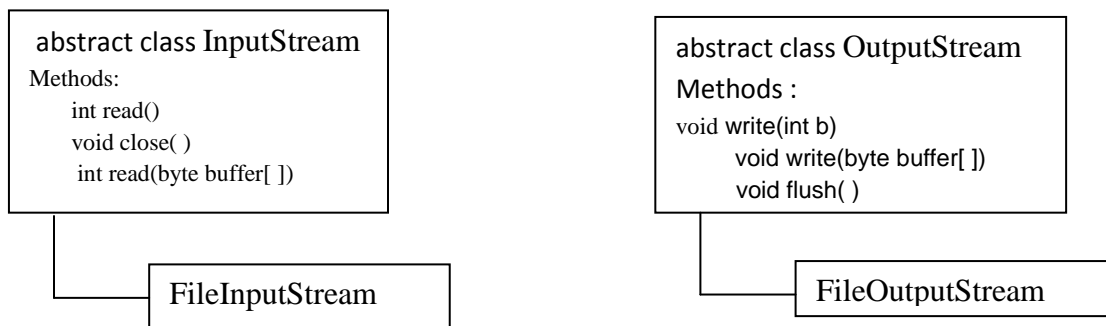 abstract class InputStream
Methods:
int read()
void close( )
int read(byte buffer[ ])
FileInputStream
abstract class OutputStream
Methods :
void write(int b)
void write(byte buffer[ ])
void flush( )
FileOutputStream